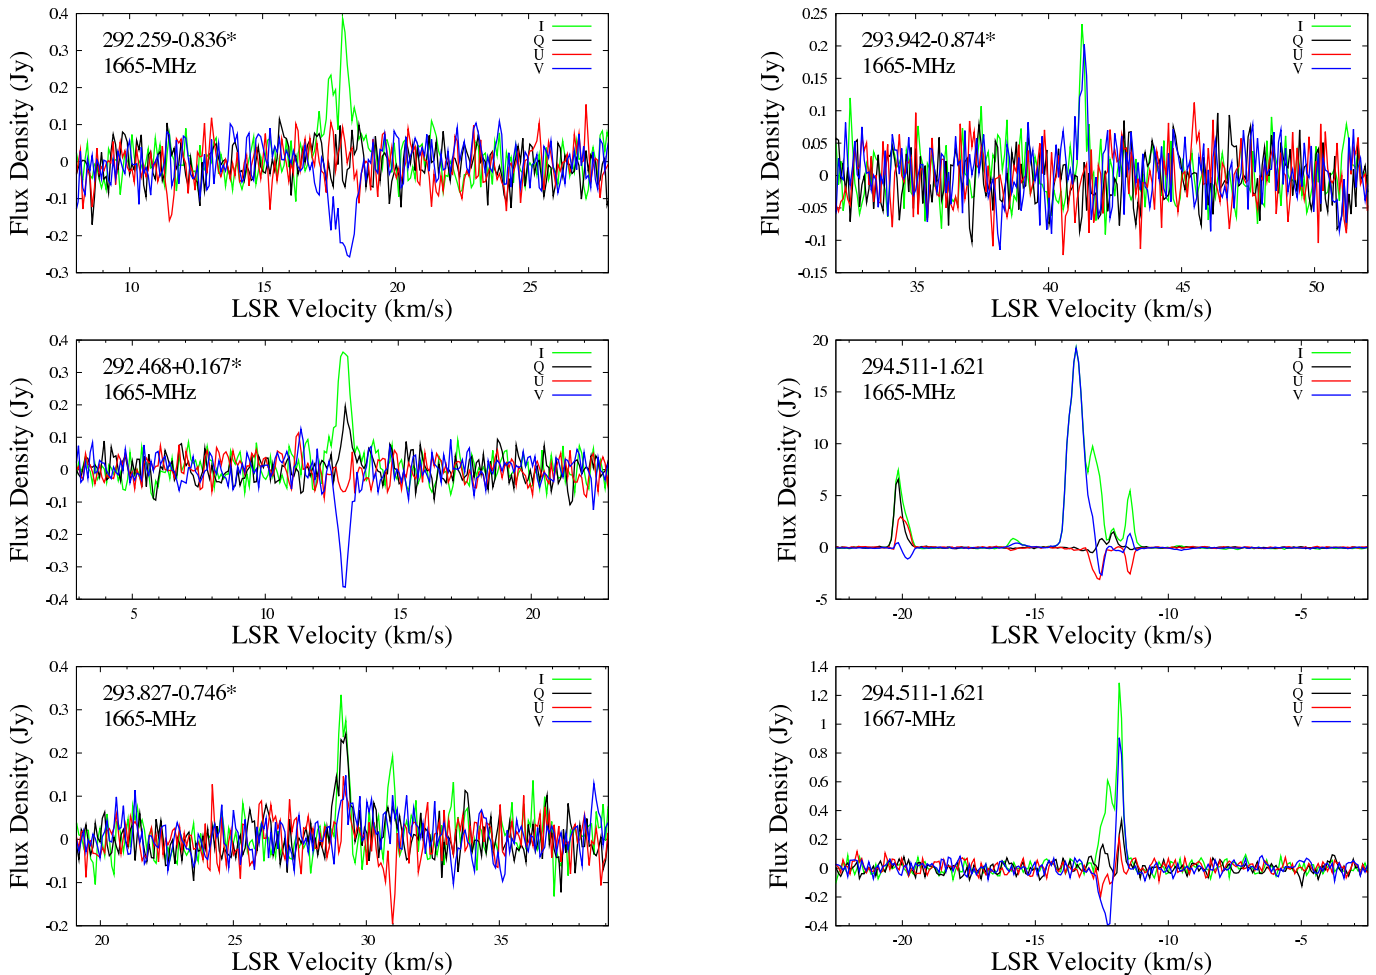 0.4
0.3
0.2
0.1
0
-0.1
-0.2
-0.3
Flux Density (Jy)
292.259-0.836*
1665-MHz
I
Q
U
V
10
15
20
25
LSR Velocity (km/s)
0.25
0.2
0.15
0.1
0.05
0
-0.05
-0.1
-0.15
Flux Density (Jy)
293.942-0.874*
1665-MHz
I
Q
U
V
35
40
45
50
LSR Velocity (km/s)
0.4
0.3
0.2
0.1
0
-0.1
-0.2
-0.3
-0.4
Flux Density (Jy)
292.468+0.167*
1665-MHz
I
Q
U
V
5
10
15
20
LSR Velocity (km/s)
20
15
10
5
0
-5
Flux Density (Jy)
294.511-1.621
1665-MHz
I
Q
U
V
-20
-15
-10
-5
LSR Velocity (km/s)
0.4
0.3
0.2
0.1
0
-0.1
-0.2
Flux Density (Jy)
293.827-0.746*
1665-MHz
I
Q
U
V
20
25
30
35
LSR Velocity (km/s)
1.4
1.2
1
0.8
0.6
0.4
0.2
0
-0.2
-0.4
Flux Density (Jy)
294.511-1.621
1667-MHz
I
Q
U
V
-20
-15
-10
-5
LSR Velocity (km/s)